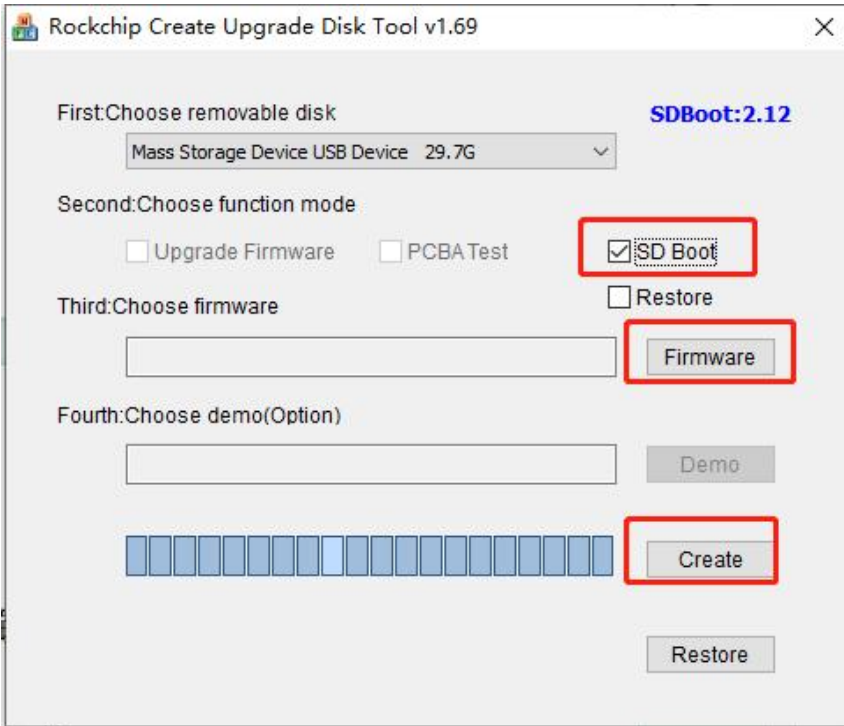 Rockchip Create Upgrade Disk Tool v1.69
First:Choose removable disk
SDBoot:2.12
Mass Storage Device USB Device 29.7G
Second:Choose function mode
Upgrade Firmware PCBA Test SD Boot
Restore
Third:Choose firmware
Firmware
Fourth:Choose demo(Option)
Demo
Create
Restore